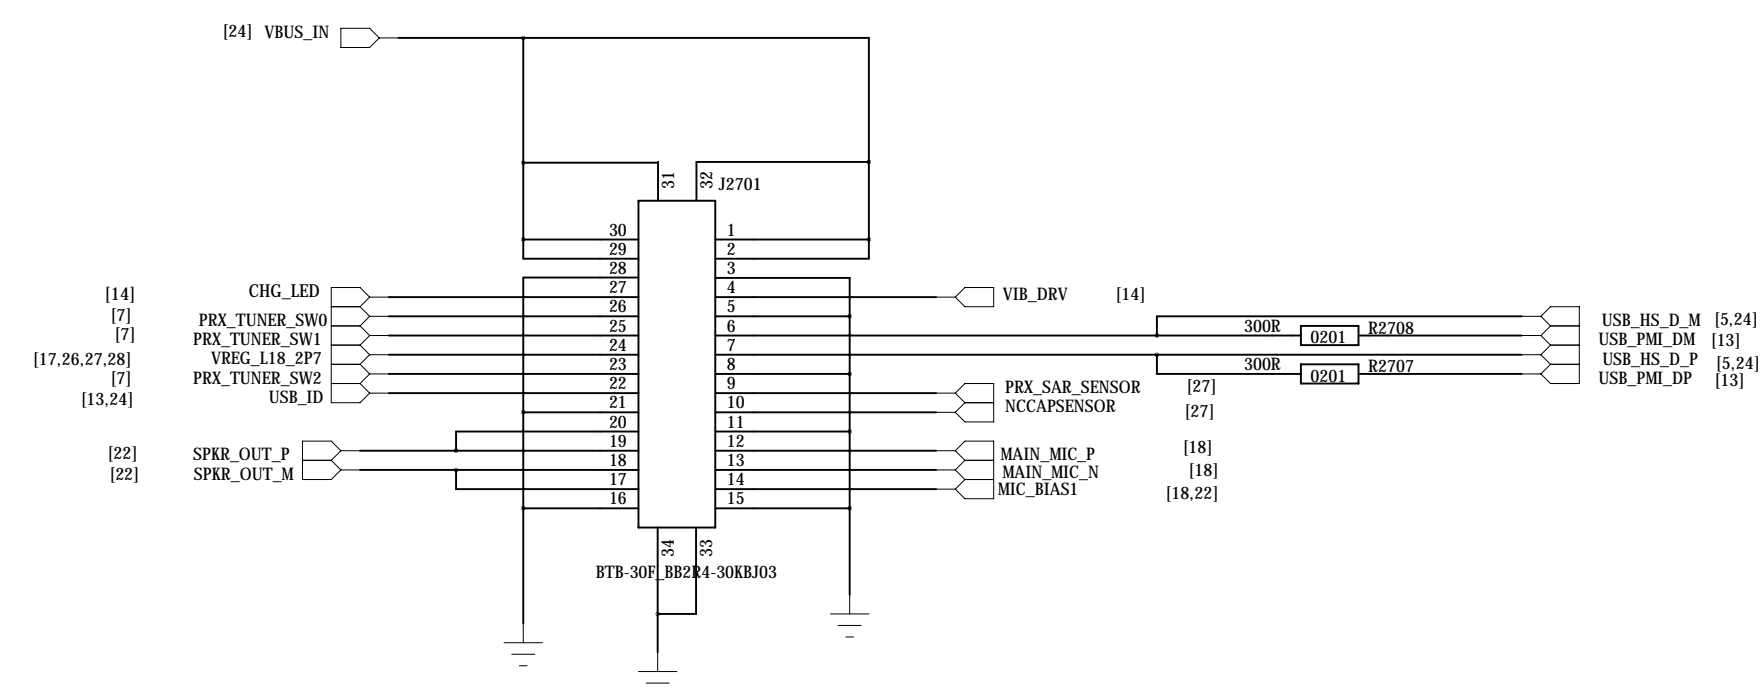 [24] VBUS_IN
31
32
J2701
30 1
29 2
28 3
[14] CHG_LED 27 4 VIB_DRV [14]
[7] PRX_TUNER_SW0 26 5
[7] PRX_TUNER_SW1 25 6
[17,26,27,28] VREG_L18_2P7 24 7
[7] PRX_TUNER_SW2 23 8
[13,24] USB_ID 22 9 PRX_SAR_SENSOR [27]
21 10 NCCAPSENSOR [27]
20 11
[22] SPKR_OUT_P 19 12 MAIN_MIC_P [18]
[22] SPKR_OUT_M 18 13 MAIN_MIC_N [18]
17 14 MIC_BIAS1 [18,22]
16 15
USB_HS_D_M [5,24]
300R 0201 R2708 USB_PMI_DM [13]
USB_HS_D_P [5,24]
300R 0201 R2707 USB_PMI_DP [13]
34
33
BTB-30F_BB2R4-30KBJ03